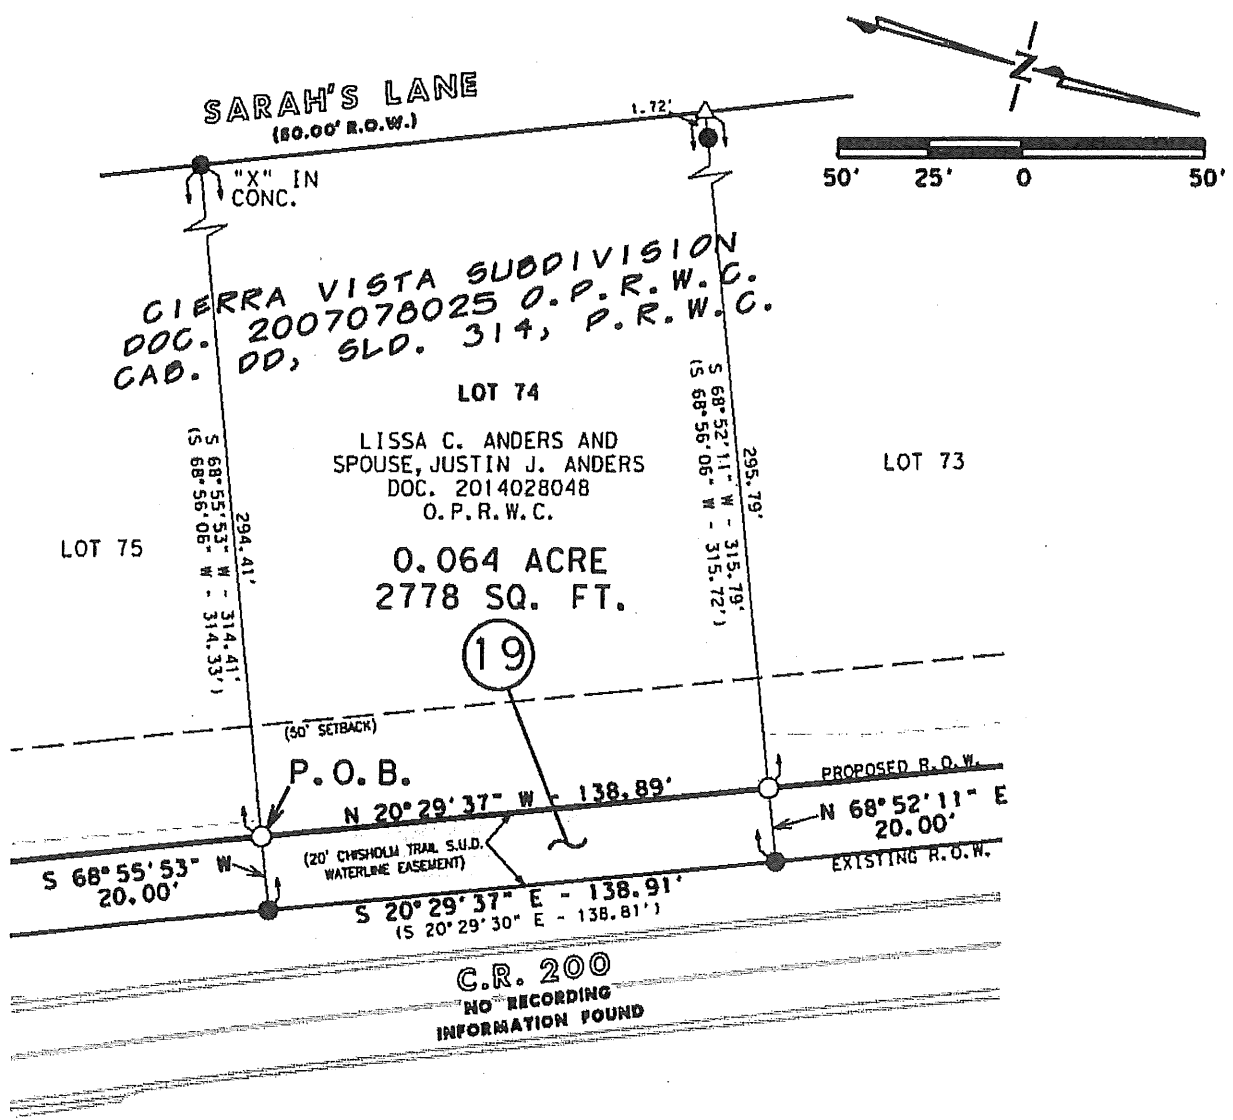 SARAH'S LANE
(50.00' R.O.W.)
1.72'
N
50' 25' 0 50'
"X" IN
CONC.
CIERRA VISTA SUBDIVISION
DOC. 2007078025 O.P.R.W.C.
CAB. DD, SLD. 314, P.R.W.C.
LOT 74
LISSA C. ANDERS AND
SPOUSE, JUSTIN J. ANDERS
DOC. 2014028048
O.P.R.W.C.
0.064 ACRE
2778 SQ. FT.
19
LOT 75
LOT 73
294.41'
S 68°55'53" W - 314.41'
(S 68°56'06" W - 314.33')
295.79'
S 68°52'11" W - 315.79'
(S 68°56'06" W - 315.72')
(50' SETBACK)
P.O.B.
N 20°29'37" W - 138.89'
PROPOSED R.O.W.
N 68°52'11" E
20.00'
EXISTING R.O.W.
(20' CHISHOLM TRAIL S.U.D.
WATERLINE EASEMENT)
S 68°55'53" W
20.00'
S 20°29'37" E - 138.91'
(S 20°29'30" E - 138.81')
C.R. 200
NO RECORDING
INFORMATION FOUND